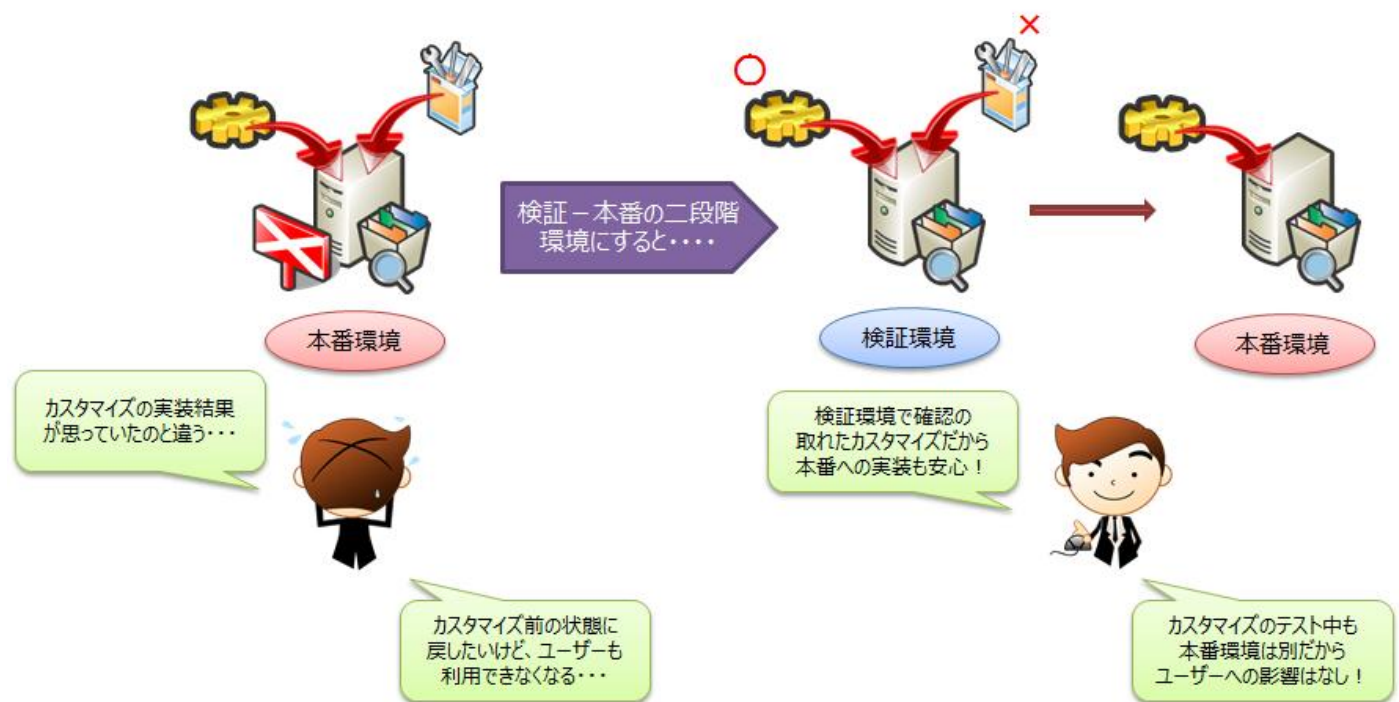 検証－本番の二段階
環境にすると・・・・
本番環境
検証環境
本番環境
カスタマイズの実装結果
が思っていたのと違う・・・
検証環境で確認の
取れたカスタマイズだから
本番への実装も安心！
カスタマイズ前の状態に
戻したいけど、ユーザーも
利用できなくなる・・・
カスタマイズのテスト中も
本番環境は別だから
ユーザーへの影響はなし！